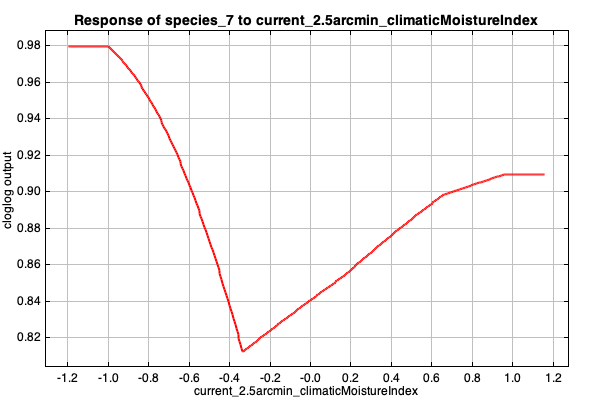 Response of species_7 to current_2.5arcmin_climaticMoistureIndex
cloglog output
0.98
0.96
0.94
0.92
0.90
0.88
0.86
0.84
0.82
-1.2 -1.0 -0.8 -0.6 -0.4 -0.2 -0.0 0.2 0.4 0.6 0.8 1.0 1.2
current_2.5arcmin_climaticMoistureIndex